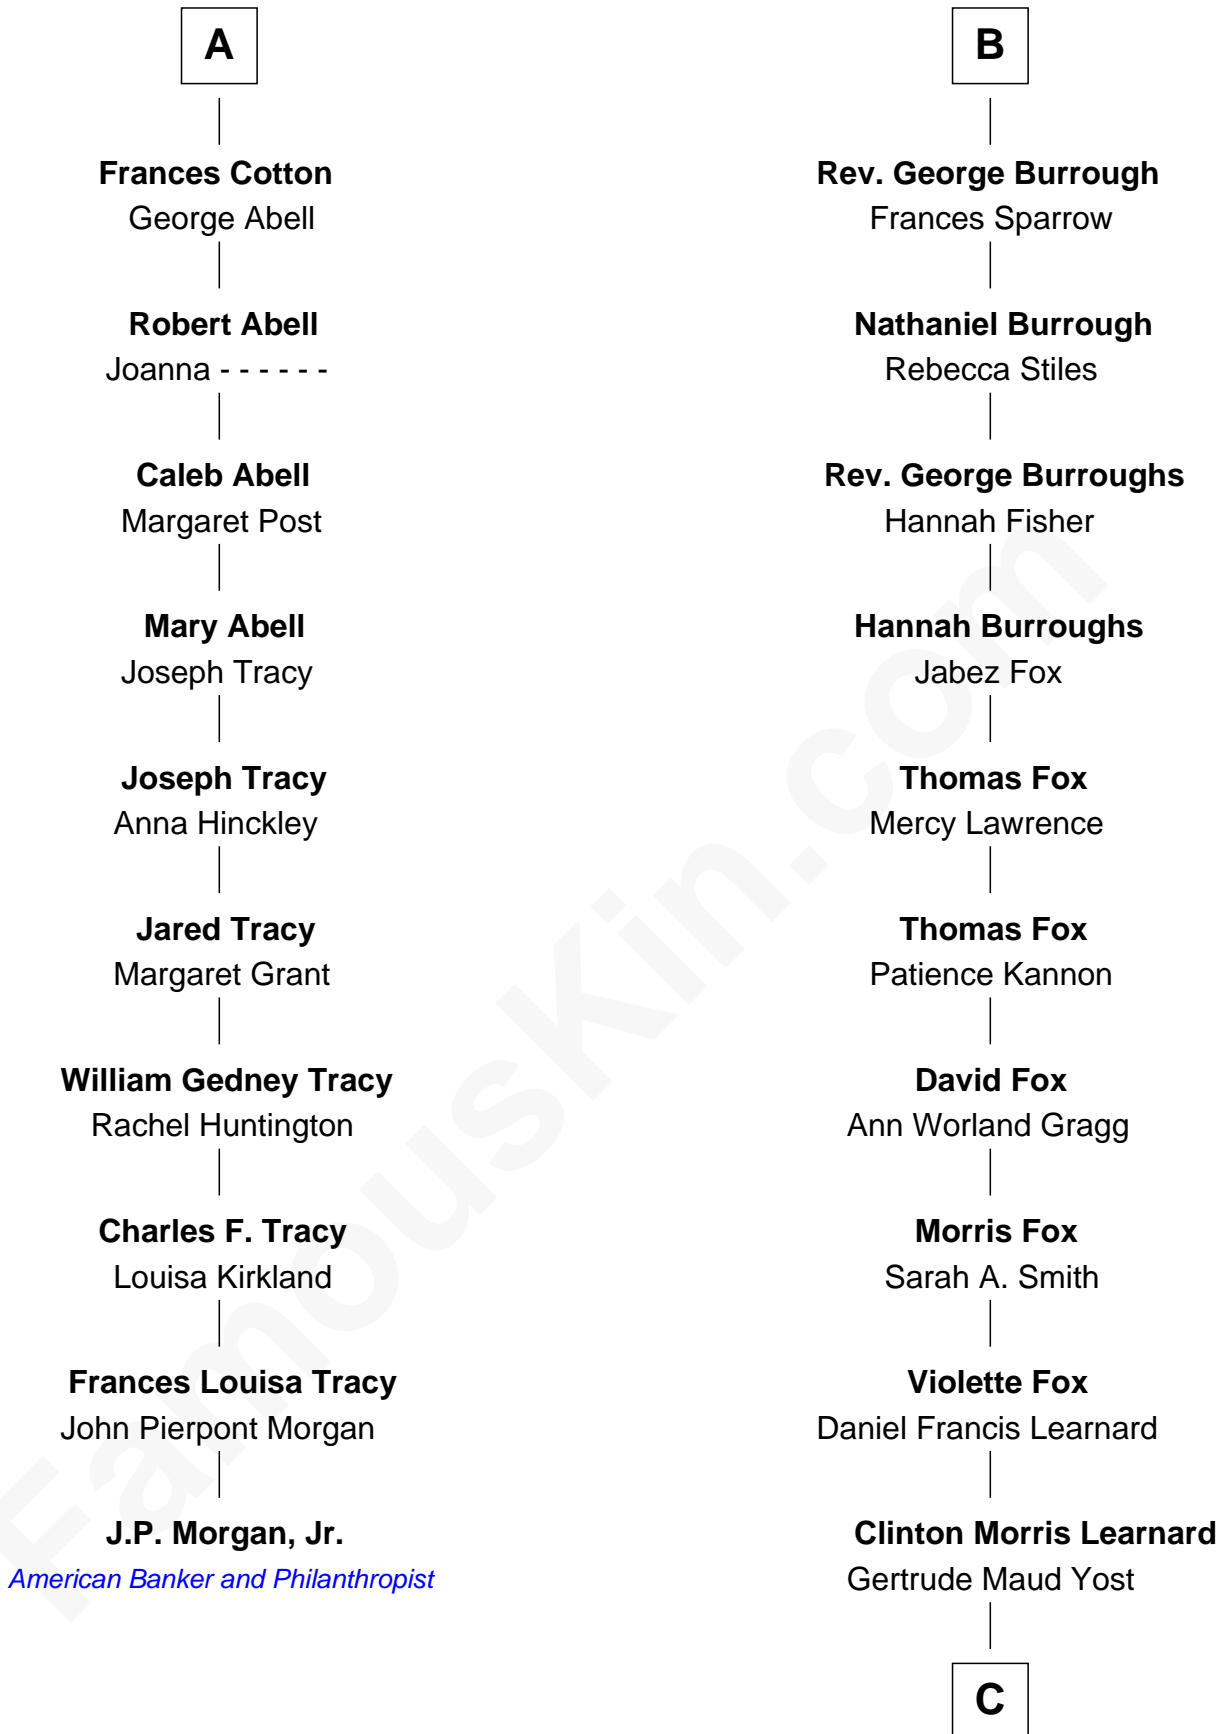 A
Frances Cotton
George Abell
Robert Abell
Joanna - - - - - -
Caleb Abell
Margaret Post
Mary Abell
Joseph Tracy
Joseph Tracy
Anna Hinckley
Jared Tracy
Margaret Grant
William Gedney Tracy
Rachel Huntington
Charles F. Tracy
Louisa Kirkland
Frances Louisa Tracy
John Pierpont Morgan
J.P. Morgan, Jr.
American Banker and Philanthropist
B
Rev. George Burrough
Frances Sparrow
Nathaniel Burrough
Rebecca Stiles
Rev. George Burroughs
Hannah Fisher
Hannah Burroughs
Jabez Fox
Thomas Fox
Mercy Lawrence
Thomas Fox
Patience Kannon
David Fox
Ann Worland Gragg
Morris Fox
Sarah A. Smith
Violette Fox
Daniel Francis Learnard
Clinton Morris Learnard
Gertrude Maud Yost
C
FamousKin.com